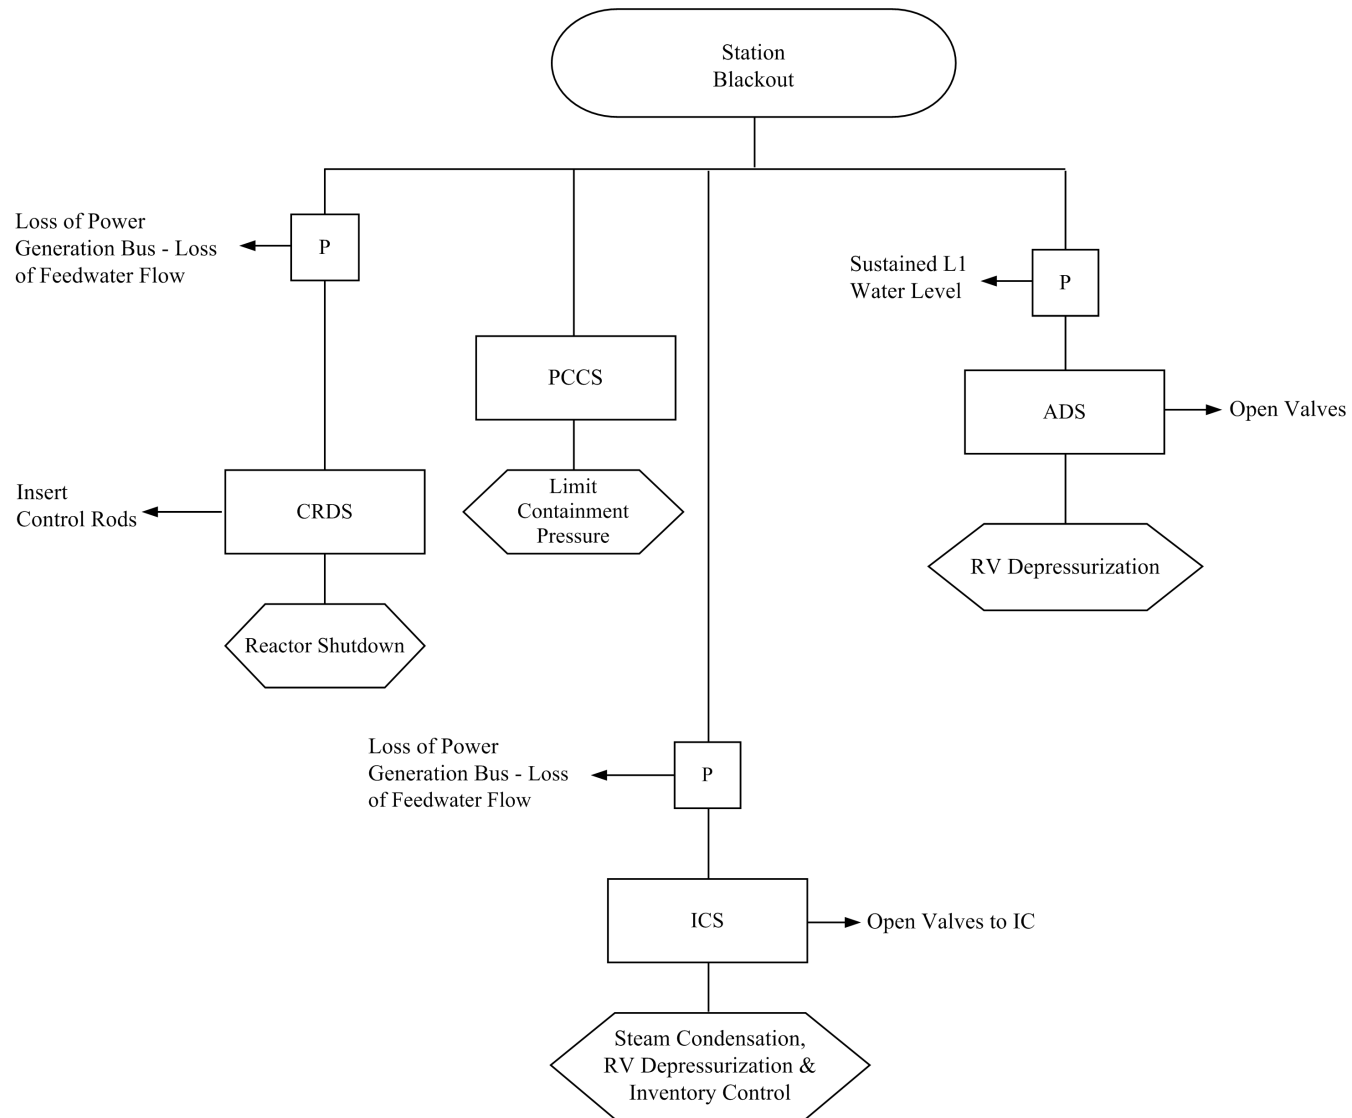 Station
Blackout
Loss of Power
Generation Bus - Loss
of Feedwater Flow
P
Sustained L1
Water Level
P
PCCS
ADS
Open Valves
Insert
Control Rods
CRDS
Limit
Containment
Pressure
RV Depressurization
Reactor Shutdown
Loss of Power
Generation Bus - Loss
of Feedwater Flow
P
ICS
Open Valves to IC
Steam Condensation,
RV Depressurization &
Inventory Control